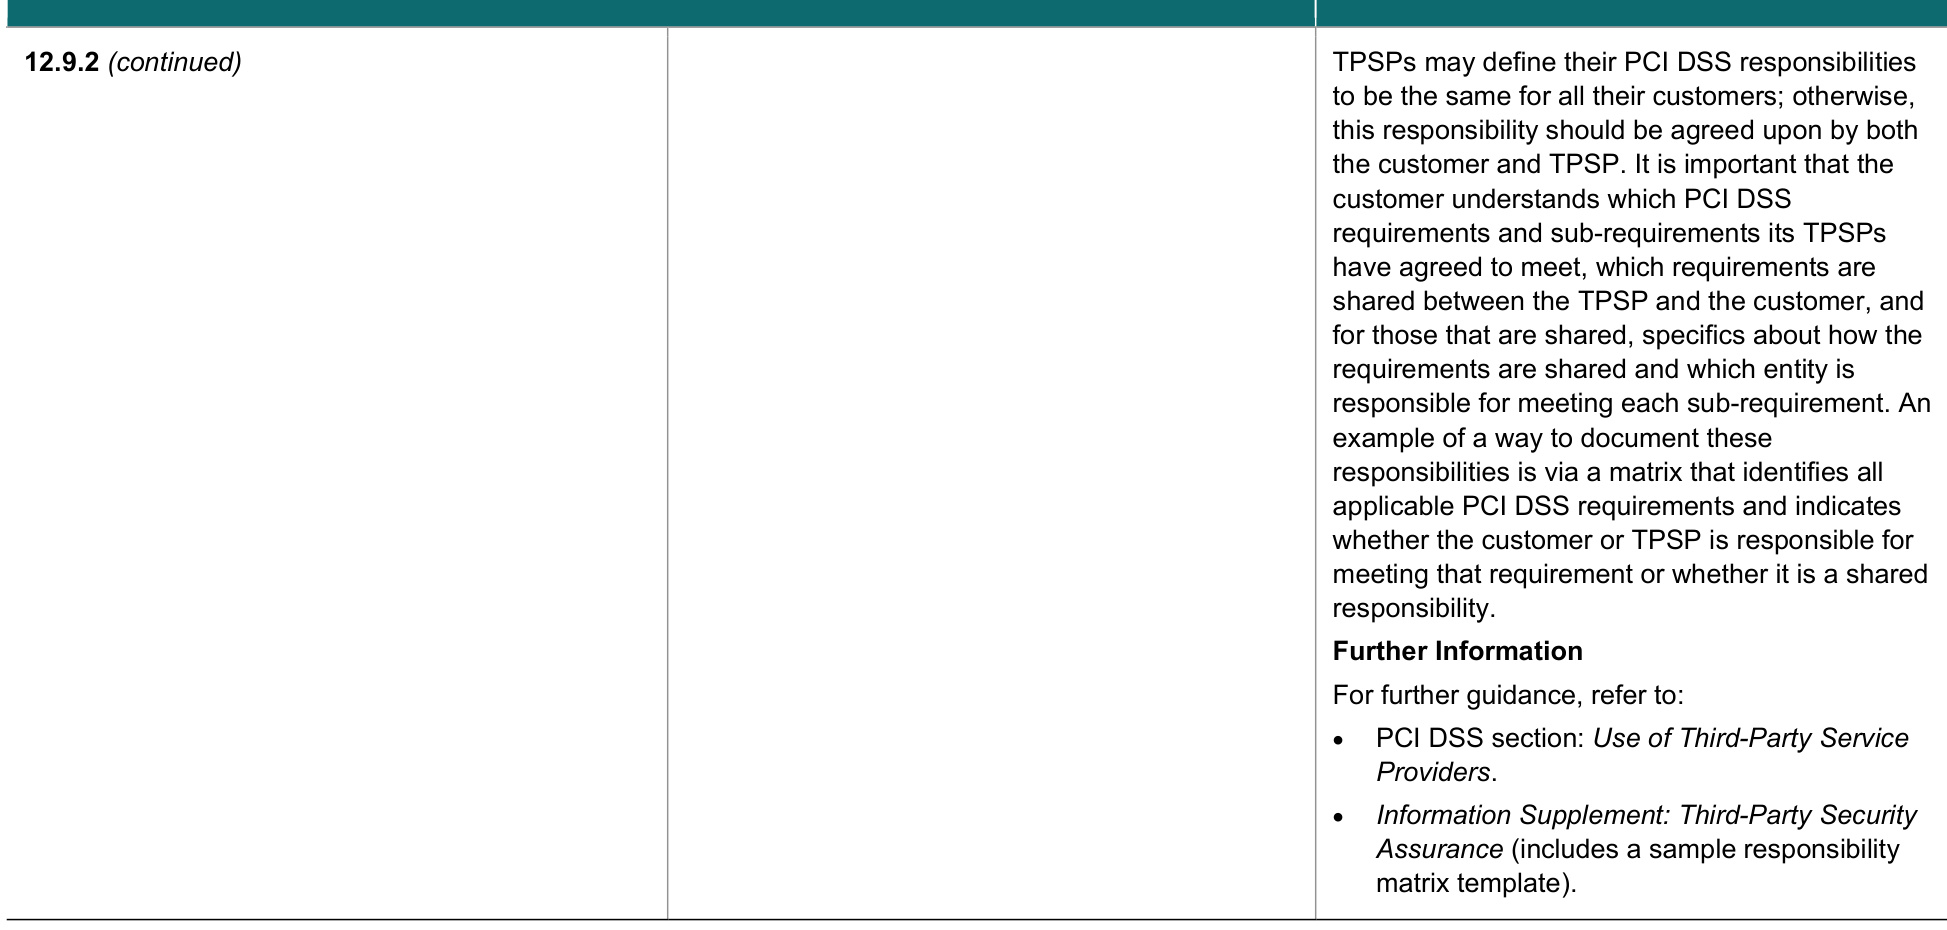 12.9.2 (continued)
TPSPs may define their PCI DSS responsibilities
to be the same for all their customers; otherwise,
this responsibility should be agreed upon by both
the customer and TPSP. It is important that the
customer understands which PCI DSS
requirements and sub-requirements its TPSPs
have agreed to meet, which requirements are
shared between the TPSP and the customer, and
for those that are shared, specifics about how the
requirements are shared and which entity is
responsible for meeting each sub-requirement. An
example of a way to document these
responsibilities is via a matrix that identifies all
applicable PCI DSS requirements and indicates
whether the customer or TPSP is responsible for
meeting that requirement or whether it is a shared
responsibility.
Further Information
For further guidance, refer to:
• PCI DSS section: Use of Third-Party Service
Providers.
• Information Supplement: Third-Party Security
Assurance (includes a sample responsibility
matrix template).